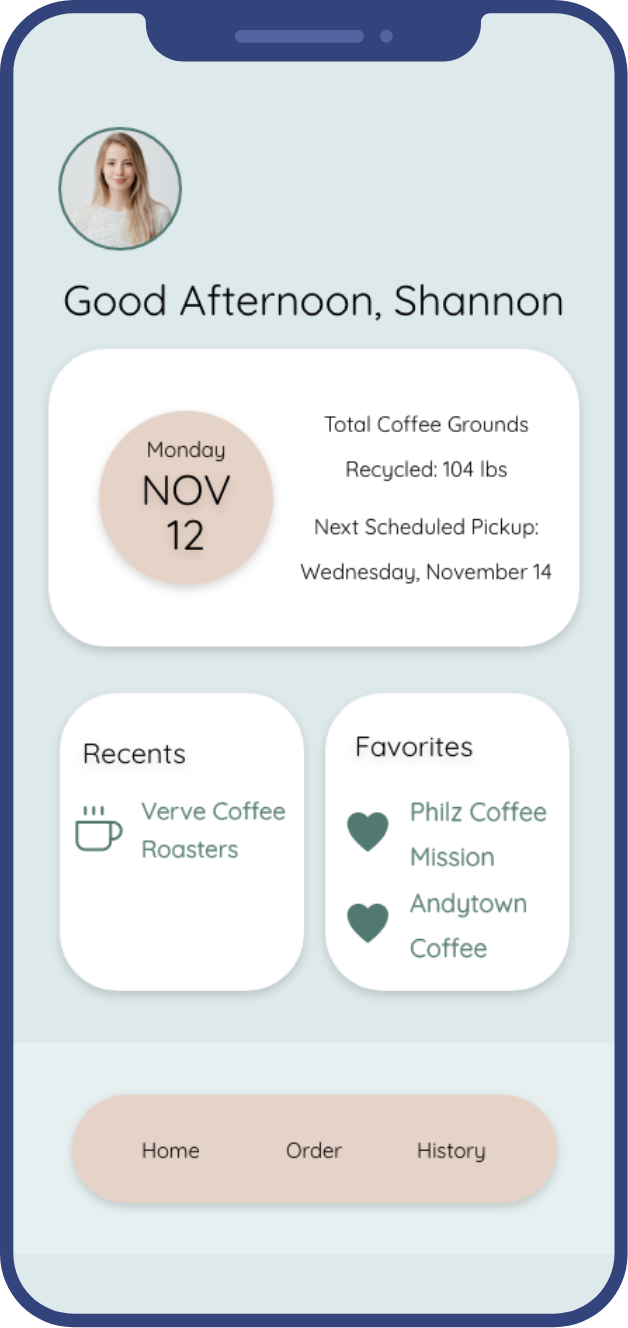 Good Afternoon, Shannon
Monday
NOV
12
Total Coffee Grounds
Recycled: 104 lbs
Next Scheduled Pickup:
Wednesday, November 14
Recents
Verve Coffee
Roasters
Favorites
Philz Coffee
Mission
Andytown
Coffee
Home
Order
History